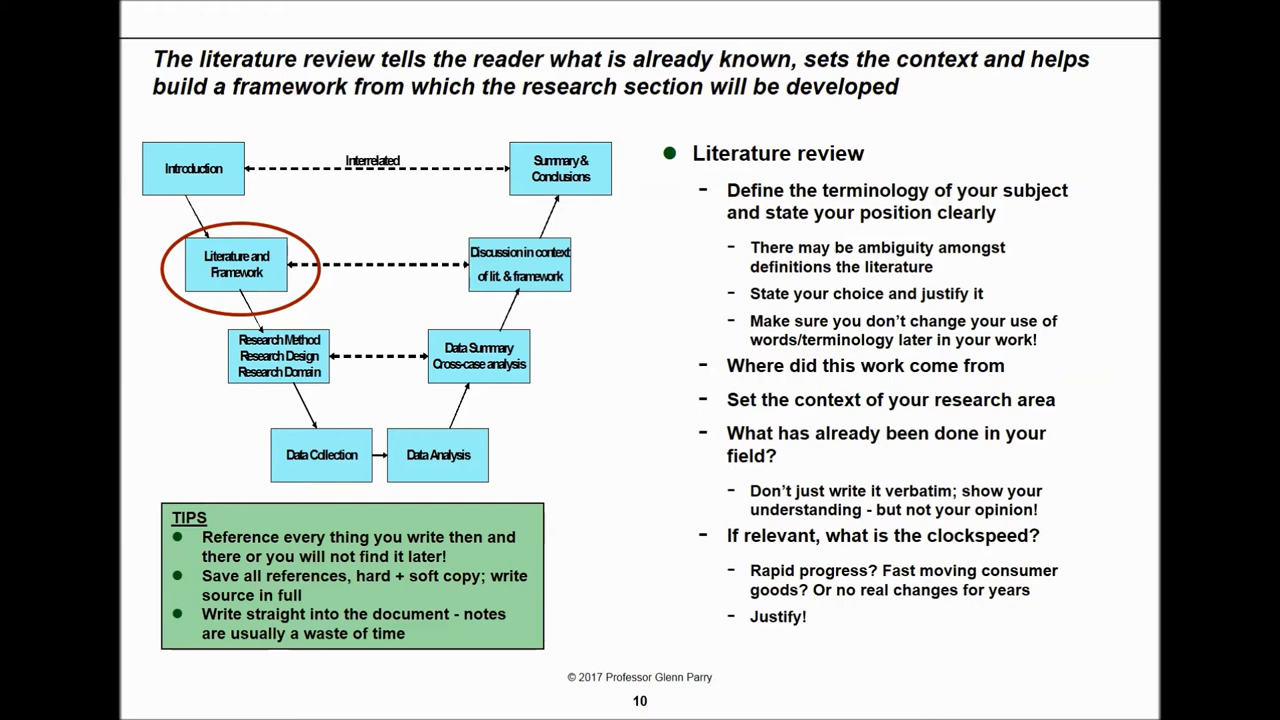 The literature review tells the reader what is already known, sets the context and helps
build a framework from which the research section will be developed
Introduction
Interrelated
Summary &
Conclusions
Literature and
Framework
Discussion in context
of lit. & framework
Research Method
Research Design
Research Domain
Data Summary
Cross-case analysis
Data Collection
Data Analysis
TIPS
Reference every thing you write then and
there or you will not find it later!
Save all references, hard + soft copy; write
source in full
Write straight into the document - notes
are usually a waste of time
Literature review
- Define the terminology of your subject
and state your position clearly
- There may be ambiguity amongst
definitions the literature
- State your choice and justify it
- Make sure you don’t change your use of
words/terminology later in your work!
- Where did this work come from
- Set the context of your research area
- What has already been done in your
field?
- Don’t just write it verbatim; show your
understanding - but not your opinion!
- If relevant, what is the clockspeed?
- Rapid progress? Fast moving consumer
goods? Or no real changes for years
- Justify!
© 2017 Professor Glenn Parry
10